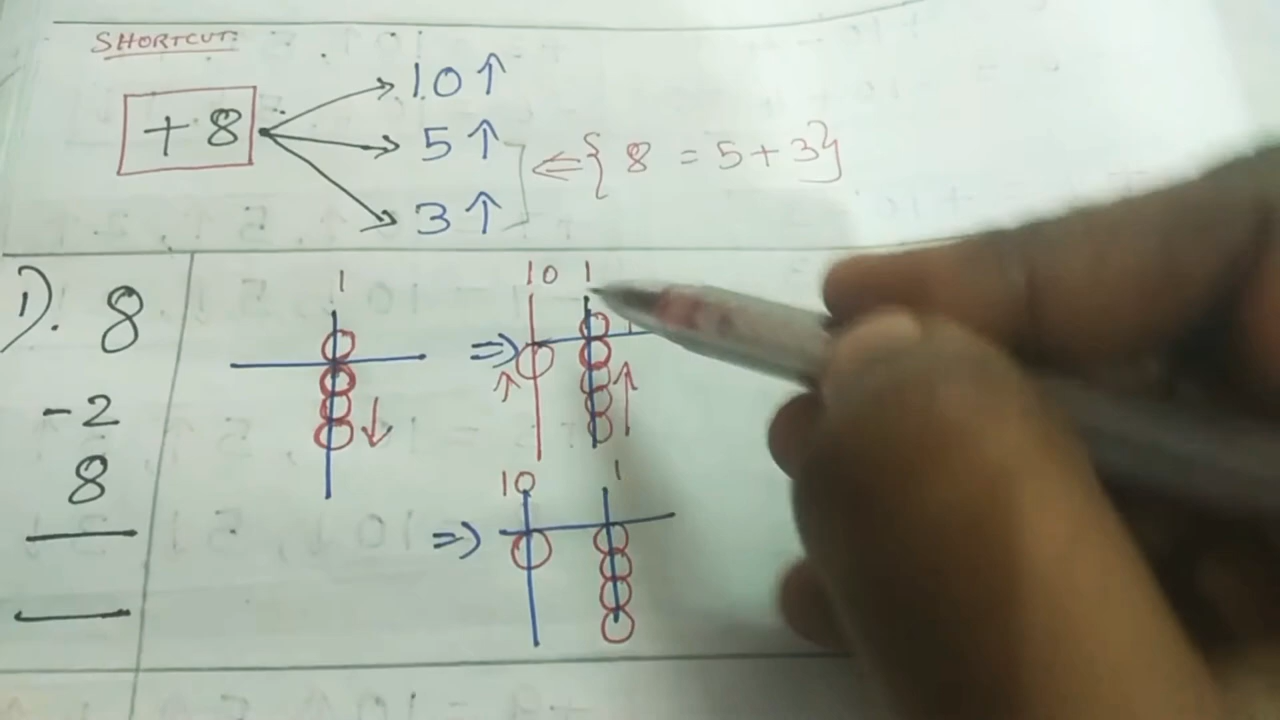 SHORTCUT:
+8
10↑
5↑
3↑
⇐{8 = 5+3}
1). 8
-2
8
1
⇒ 10 1
↓
↑ ↑
⇒ 10 1